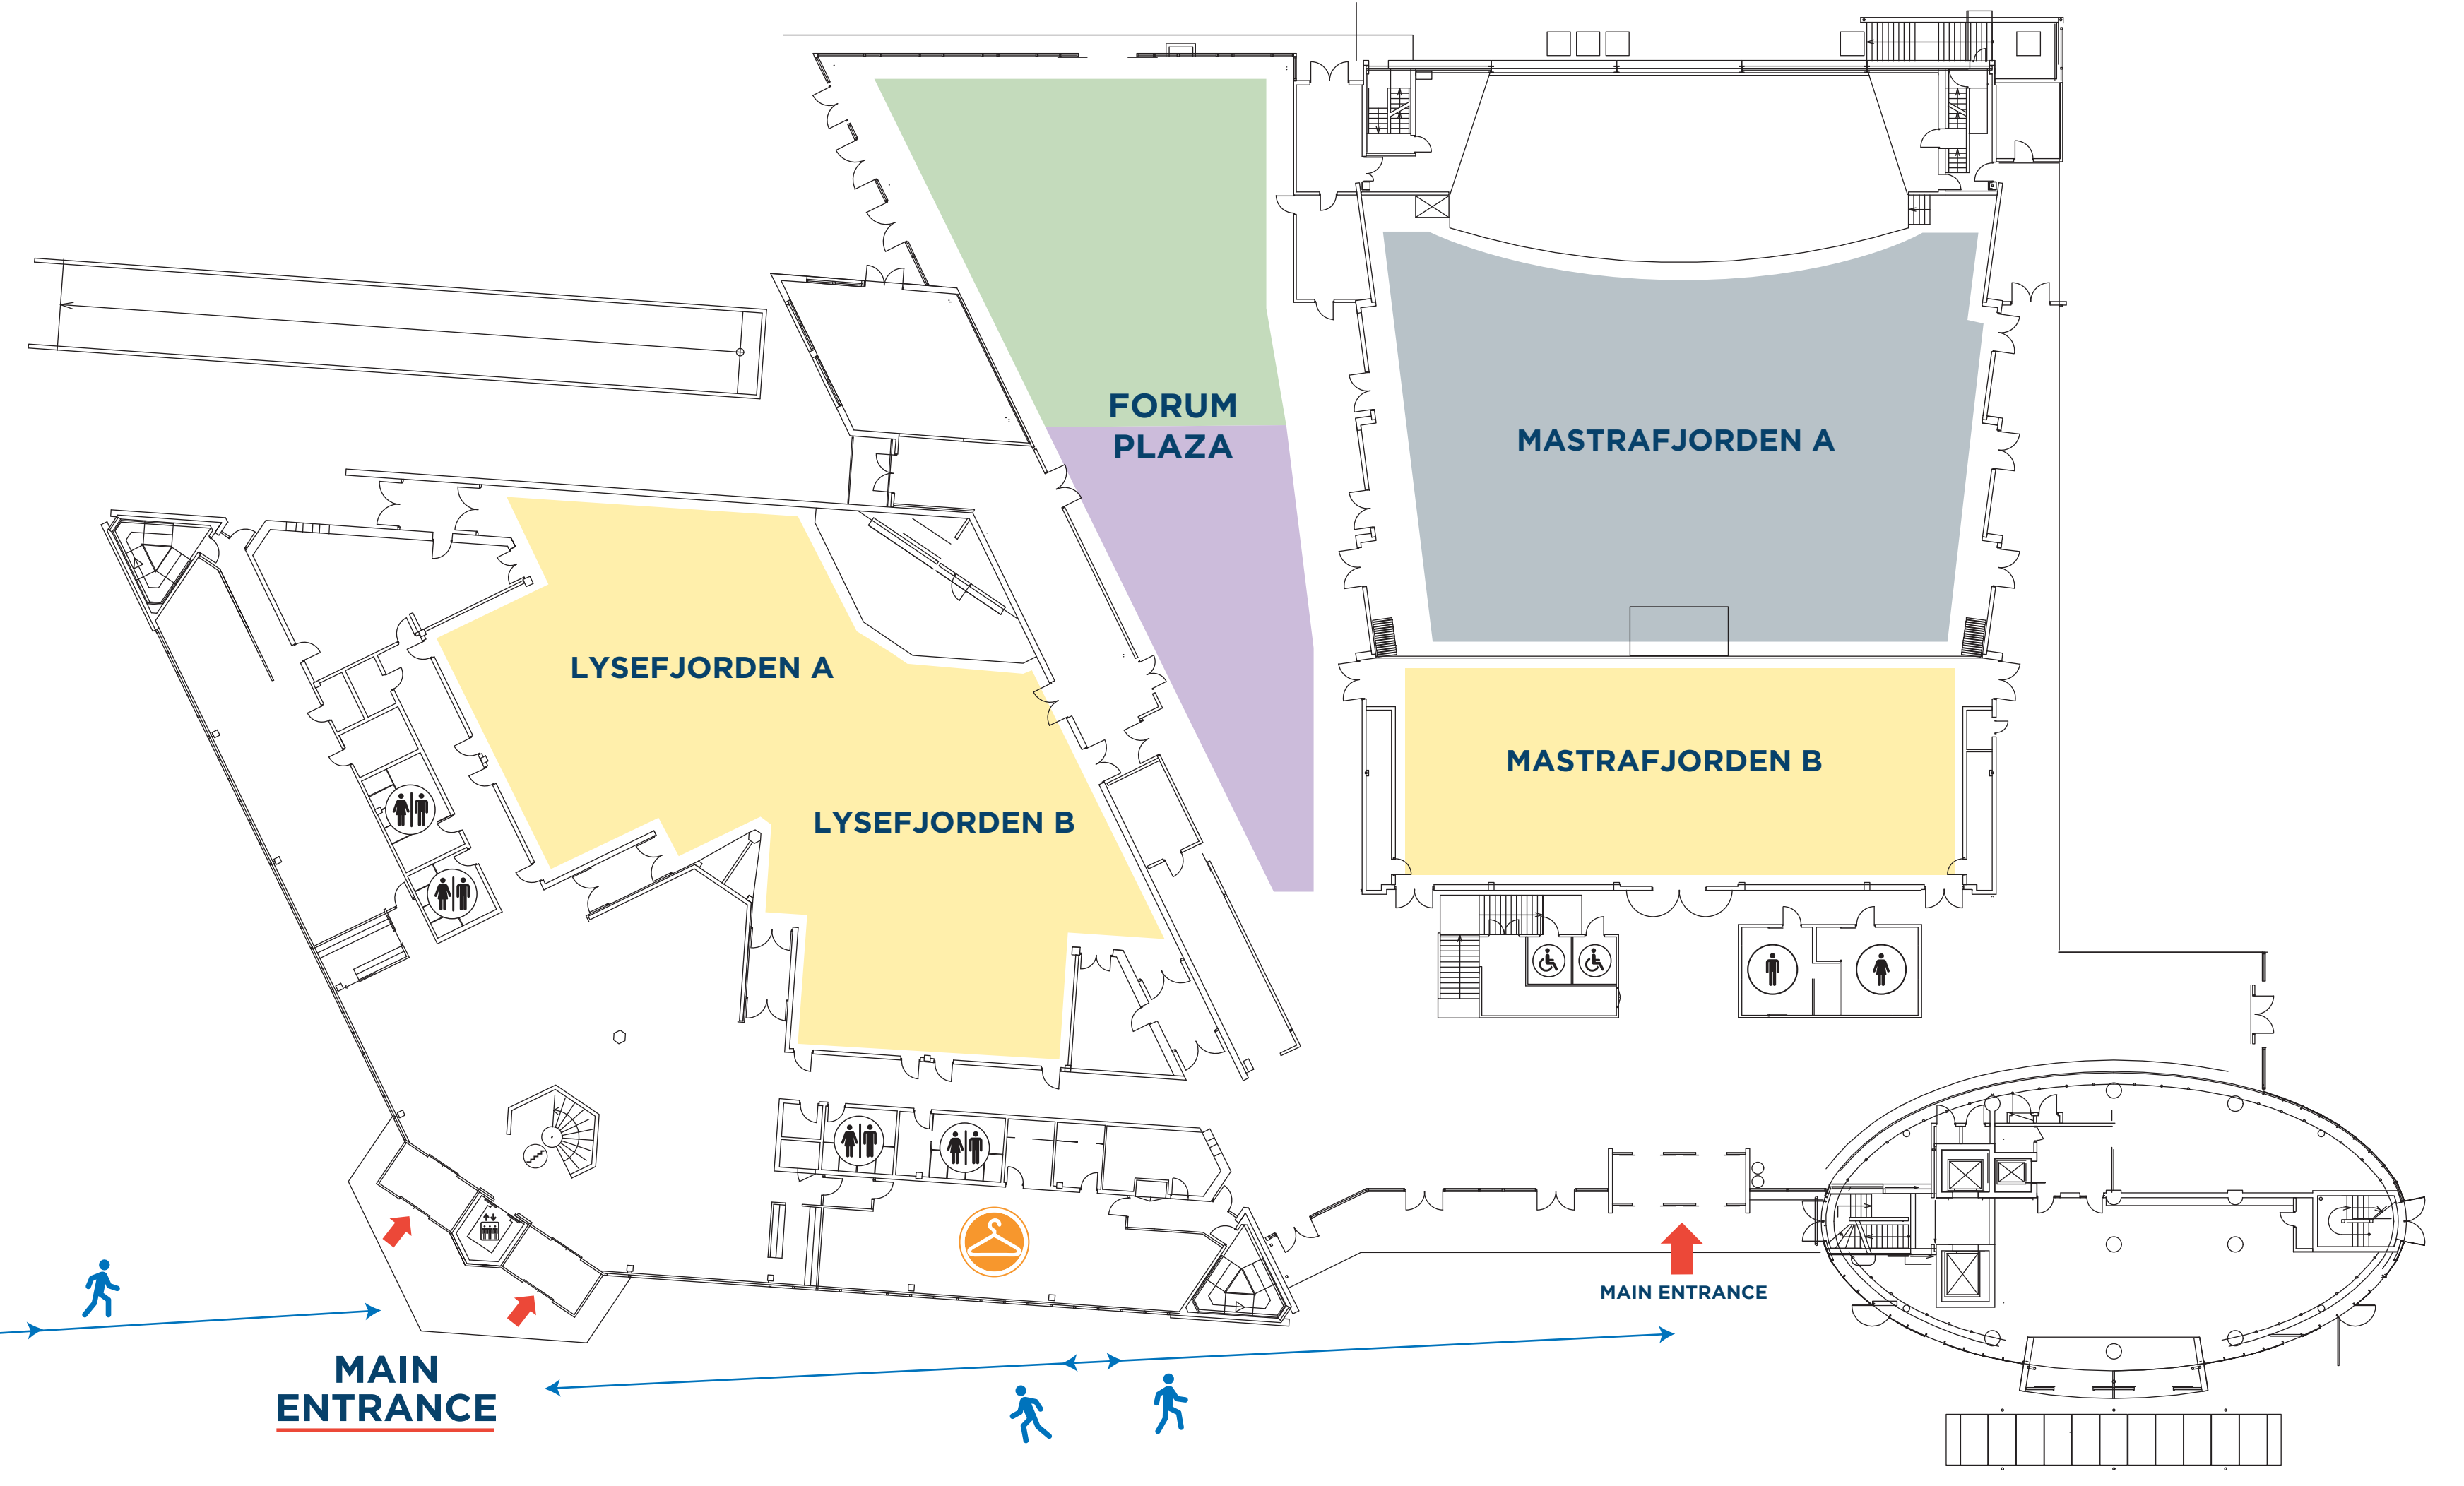 FORUM
PLAZA
MASTRAFJORDEN A
LYSEFJORDEN A
MASTRAFJORDEN B
LYSEFJORDEN B
MAIN ENTRANCE
MAIN
ENTRANCE